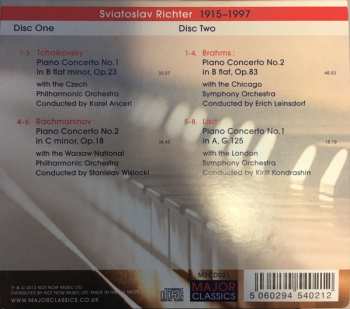 Sviatoslav Richter 1915–1997
Disc One
1-3. Tchaikovsky:
Piano Concerto No.1
in B flat minor, Op.23
with the Czech
Philharmonic Orchestra
Conducted by Karel Ancerl
4-6. Rachmaninov:
Piano Concerto No.2
in C minor, Op.18
with the Warsaw National
Philharmonic Orchestra
Conducted by Stanislav Wislocki
Disc Two
1-4. Brahms:
Piano Concerto No.2
in B flat, Op.83
with the Chicago
Symphony Orchestra
Conducted by Erich Leinsdorf
5-8. Liszt:
Piano Concerto No.1
in A, G.125
with the London
Symphony Orchestra
Conducted by Kirill Kondrashin
WWW.MAJORCLASSICS.CO.UK
MAJOR
CLASSICS
5 060294 540212